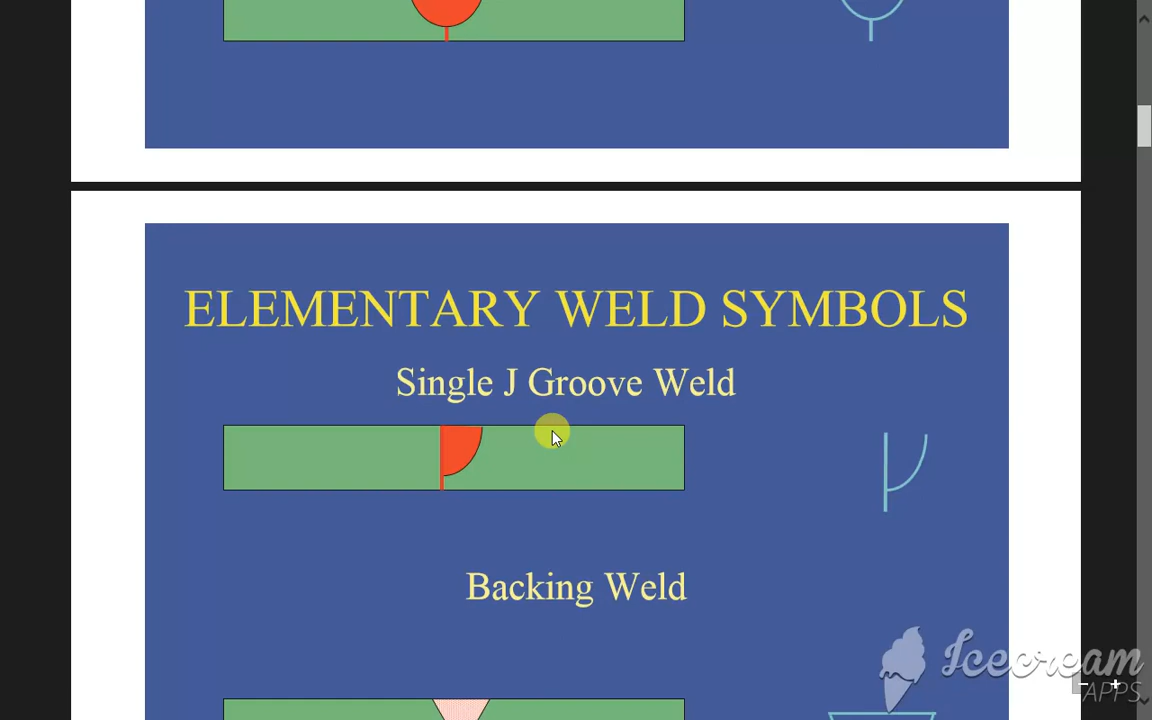 ELEMENTARY WELD SYMBOLS
Single J Groove Weld
Backing Weld
Icecream
APPS